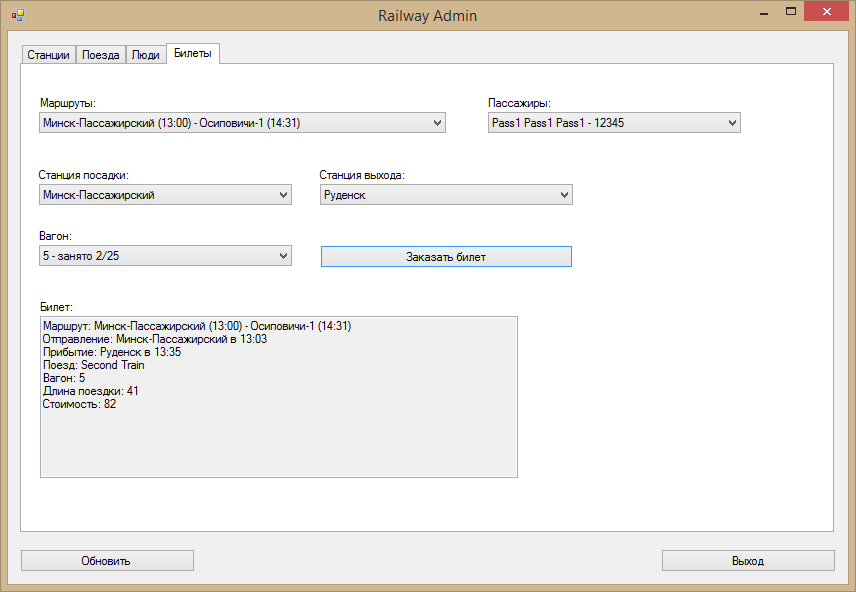 Railway Admin
Станции Поезда Люди Билеты
Маршруты: Пассажиры:
Минск-Пассажирский (13:00) - Осиповичи-1 (14:31) Pass1 Pass1 Pass1 - 12345
Станция посадки: Станция выхода:
Минск-Пассажирский Руденск
Вагон:
5 - занято 2/25 Заказать билет
Билет:
Маршрут: Минск-Пассажирский (13:00) - Осиповичи-1 (14:31)
Отправление: Минск-Пассажирский в 13:03
Прибытие: Руденск в 13:35
Поезд: Second Train
Вагон: 5
Длина поездки: 41
Стоимость: 82
Обновить Выход